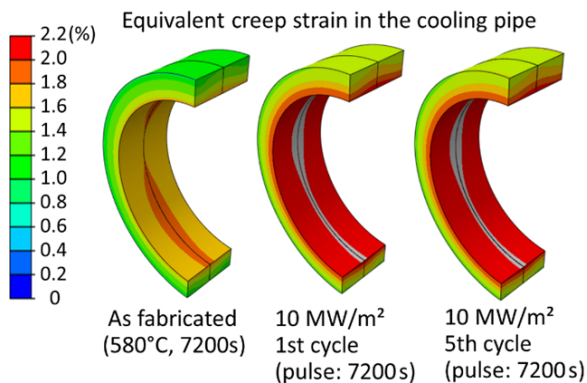 Equivalent creep strain in the cooling pipe
2.2(%)
2.0
1.8
1.6
1.4
1.2
1.0
0.8
0.6
0.4
0.2
0
As fabricated
(580°C, 7200s)
10 MW/m²
1st cycle
(pulse: 7200s)
10 MW/m²
5th cycle
(pulse: 7200s)